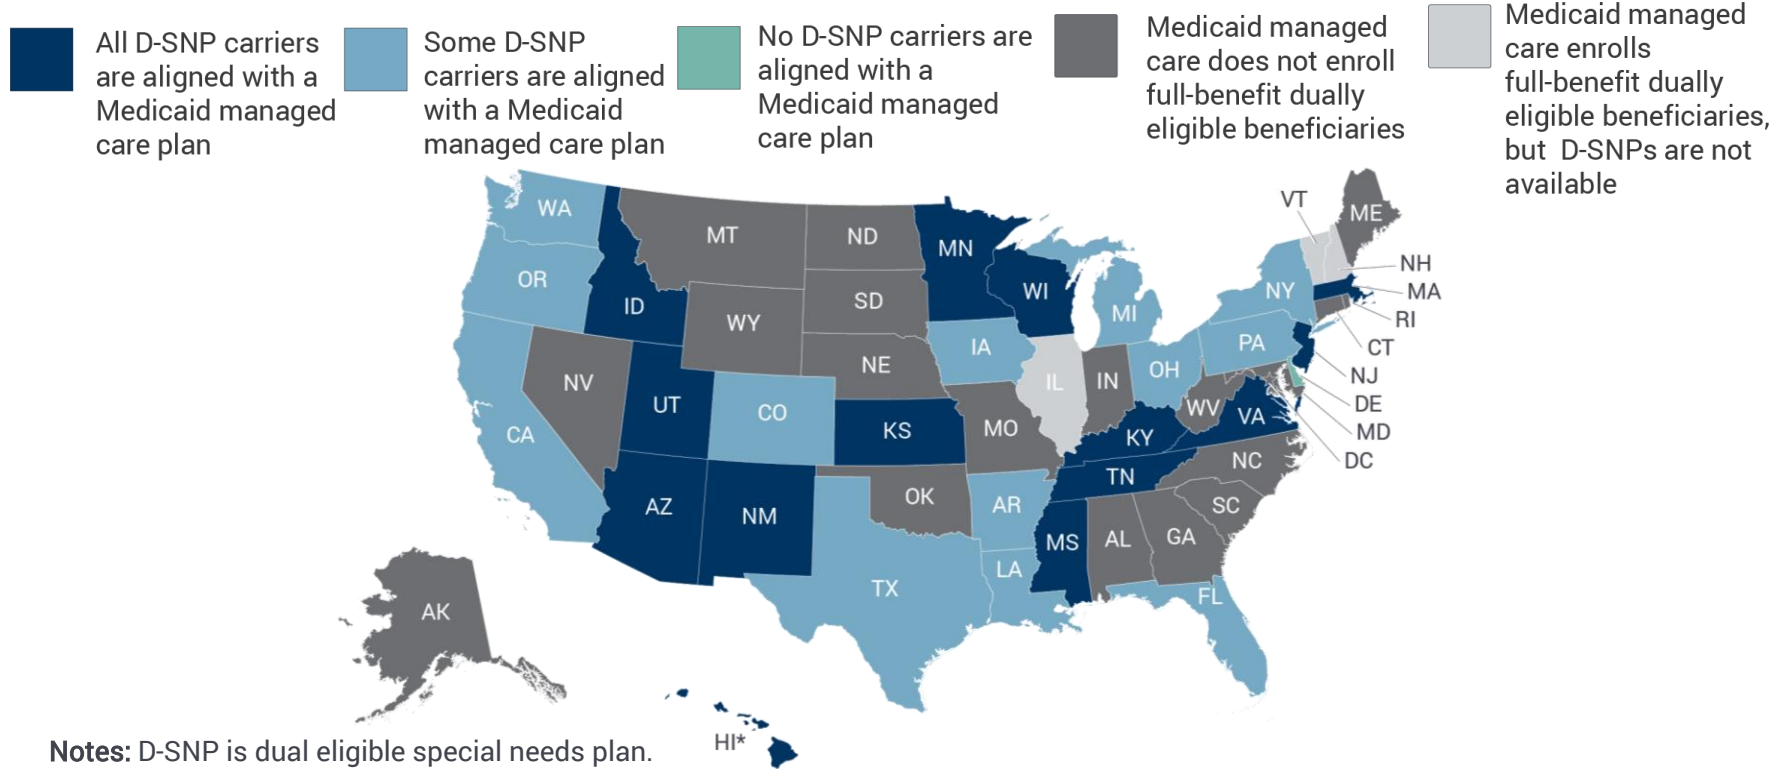 All D-SNP carriers
are aligned with a
Medicaid managed
care plan
Some D-SNP
carriers are aligned
with a Medicaid
managed care plan
No D-SNP carriers are
aligned with a
Medicaid managed
care plan
Medicaid managed
care does not enroll
full-benefit dually
eligible beneficiaries
Medicaid managed
care enrolls
full-benefit dually
eligible beneficiaries,
but D-SNPs are not
available
WA
MT
ND
MN
VT
ME
OR
ID
WY
SD
WI
MI
NY
NH
MA
RI
CT
NJ
DE
MD
DC
NV
UT
CO
NE
IA
IL
IN
OH
PA
WV
VA
CA
KS
MO
KY
AZ
NM
OK
AR
TN
NC
SC
TX
LA
MS
AL
GA
FL
AK
HI*
Notes: D-SNP is dual eligible special needs plan.